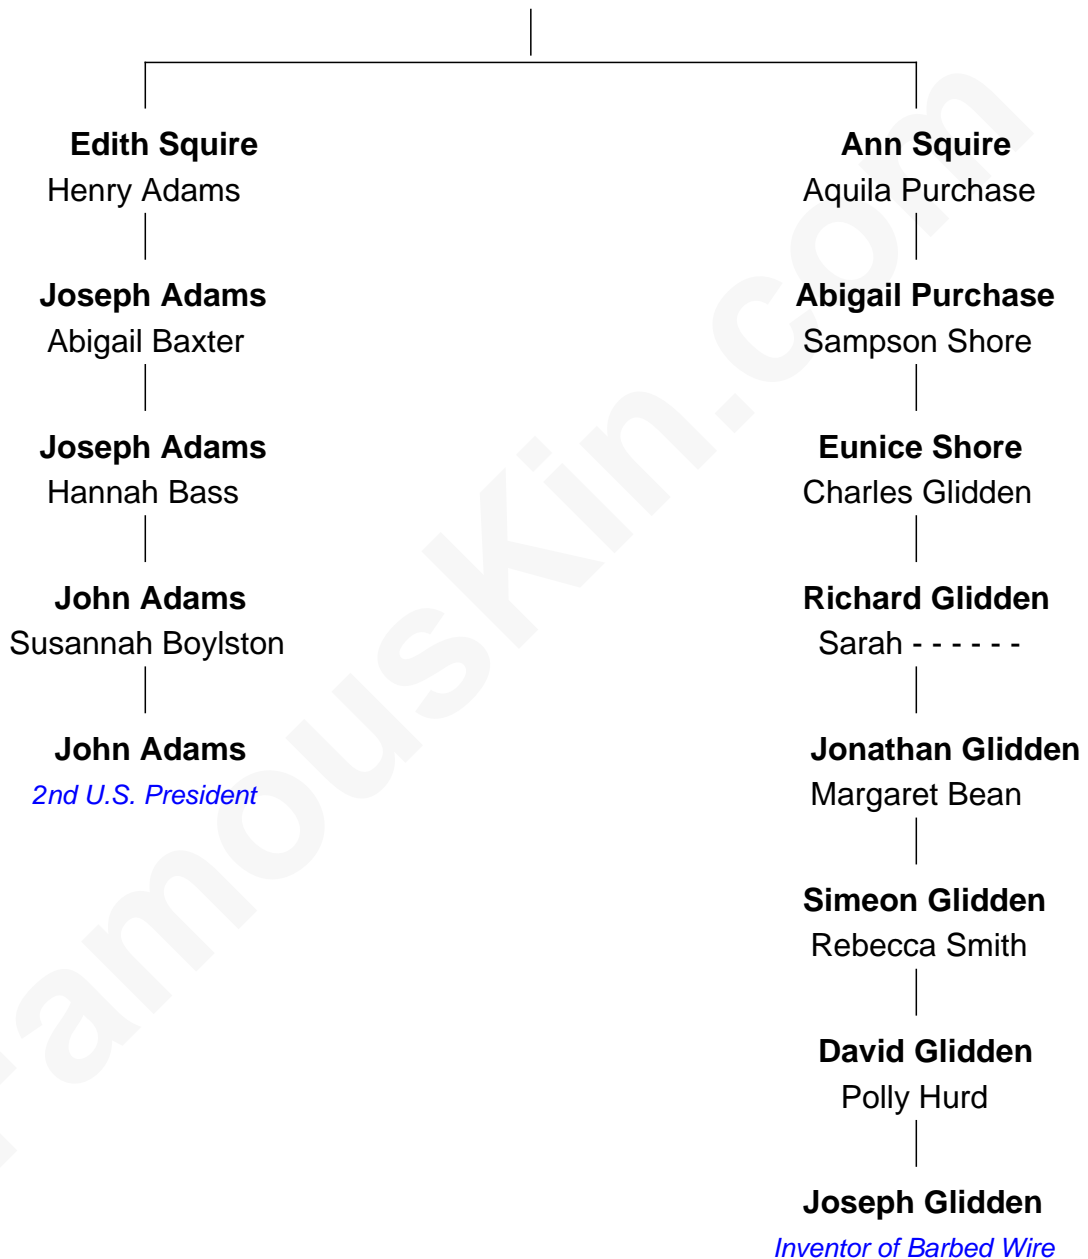 Edith Squire
Henry Adams
Joseph Adams
Abigail Baxter
Joseph Adams
Hannah Bass
John Adams
Susannah Boylston
John Adams
2nd U.S. President
Ann Squire
Aquila Purchase
Abigail Purchase
Sampson Shore
Eunice Shore
Charles Glidden
Richard Glidden
Sarah - - - - - -
Jonathan Glidden
Margaret Bean
Simeon Glidden
Rebecca Smith
David Glidden
Polly Hurd
Joseph Glidden
Inventor of Barbed Wire
FamousKin.com